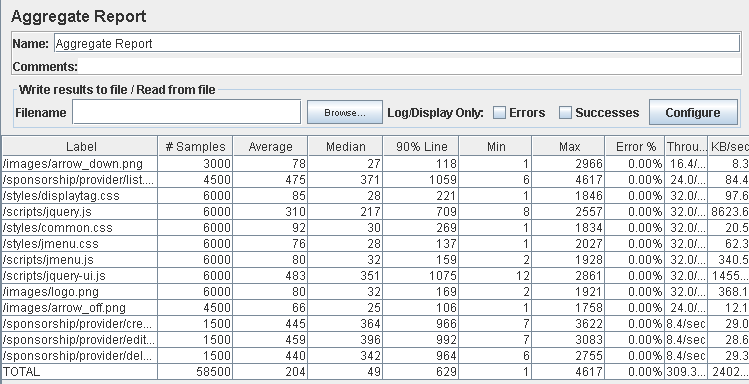 Aggregate Report
Name: Aggregate Report
Comments:
Write results to file / Read from file
Filename Browse... Log/Display Only: Errors Successes Configure
Label # Samples Average Median 90% Line Min Max Error % Throu... KB/sec
/images/arrow_down.png 3000 78 27 118 1 2966 0.00% 16.4/... 8.3
/sponsorship/provider/list.... 4500 475 371 1059 6 4617 0.00% 24.0/... 84.4
/styles/displaytag.css 6000 85 28 221 1 1846 0.00% 32.0/... 97.6
/scripts/jquery.js 6000 310 217 709 8 2557 0.00% 32.0/... 8623.6
/styles/common.css 6000 92 30 269 1 1834 0.00% 32.0/... 20.5
/styles/jmenu.css 6000 76 28 137 1 2027 0.00% 32.0/... 62.3
/scripts/jmenu.js 6000 80 32 159 2 1928 0.00% 32.0/... 340.5
/scripts/jquery-ui.js 6000 483 351 1075 12 2861 0.00% 32.0/... 1455...
/images/logo.png 6000 80 32 169 2 1921 0.00% 32.0/... 368.1
/images/arrow_off.png 4500 66 25 106 1 1758 0.00% 24.0/... 12.1
/sponsorship/provider/cre... 1500 445 364 966 7 3622 0.00% 8.4/sec 29.0
/sponsorship/provider/edit... 1500 459 396 992 7 3083 0.00% 8.4/sec 28.6
/sponsorship/provider/del... 1500 440 342 964 6 2755 0.00% 8.4/sec 29.3
TOTAL 58500 204 49 629 1 4617 0.00% 309.3... 2402...